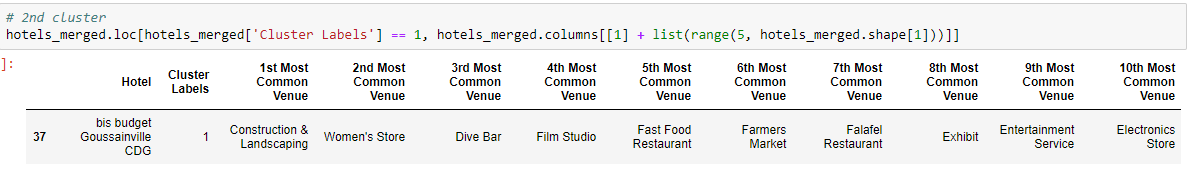 # 2nd cluster
hotels_merged.loc[hotels_merged['Cluster Labels'] == 1, hotels_merged.columns[[1] + list(range(5, hotels_merged.shape[1]))]]
]:
Hotel Cluster Labels 1st Most Common Venue 2nd Most Common Venue 3rd Most Common Venue 4th Most Common Venue 5th Most Common Venue 6th Most Common Venue 7th Most Common Venue 8th Most Common Venue 9th Most Common Venue 10th Most Common Venue
37 bis budget Goussainville CDG 1 Construction & Landscaping Women's Store Dive Bar Film Studio Fast Food Restaurant Farmers Market Falafel Restaurant Exhibit Entertainment Service Electronics Store